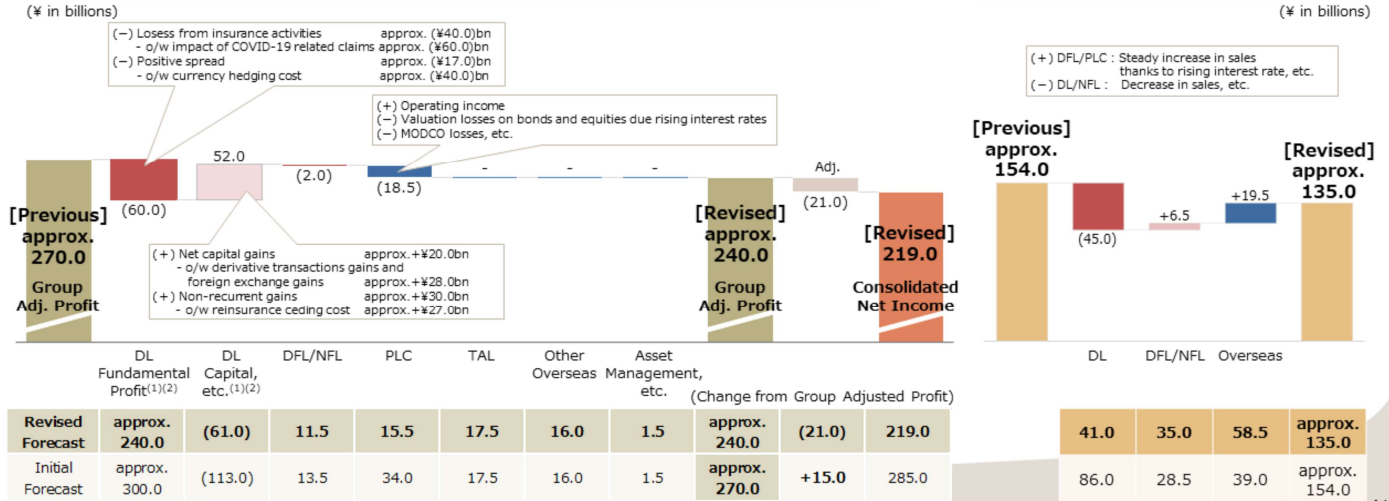 (¥ in billions)
(¥ in billions)
(−) Losess from insurance activities approx. (¥40.0)bn
- o/w impact of COVID-19 related claims approx. (¥60.0)bn
(−) Positive spread approx. (¥17.0)bn
- o/w currency hedging cost approx. (¥40.0)bn
(+) Operating income
(−) Valuation losses on bonds and equities due rising interest rates
(−) MODCO losses, etc.
52.0
(60.0)
(2.0)
(18.5)
-
-
-
Adj.
(21.0)
[Previous]
approx.
270.0
Group
Adj. Profit
(+) Net capital gains approx.+¥20.0bn
- o/w derivative transactions gains and
foreign exchange gains approx.+¥28.0bn
(+) Non-recurrent gains approx.+¥30.0bn
- o/w reinsurance ceding cost approx.+¥27.0bn
[Revised]
approx.
240.0
Group
Adj. Profit
[Revised]
219.0
Consolidated
Net Income
(+) DFL/PLC : Steady increase in sales
thanks to rising interest rate, etc.
(−) DL/NFL : Decrease in sales, etc.
[Previous]
approx.
154.0
(45.0)
+6.5
+19.5
[Revised]
approx.
135.0
DL
Fundamental
Profit(1)(2)
DL
Capital,
etc.(1)(2)
DFL/NFL
PLC
TAL
Other
Overseas
Asset
Management,
etc.
(Change from Group Adjusted Profit)
DL DFL/NFL Overseas
Revised Forecast approx. 240.0 (61.0) 11.5 15.5 17.5 16.0 1.5 approx. 240.0 (21.0) 219.0
Initial Forecast approx. 300.0 (113.0) 13.5 34.0 17.5 16.0 1.5 approx. 270.0 +15.0 285.0
41.0 35.0 58.5 approx. 135.0
86.0 28.5 39.0 approx. 154.0